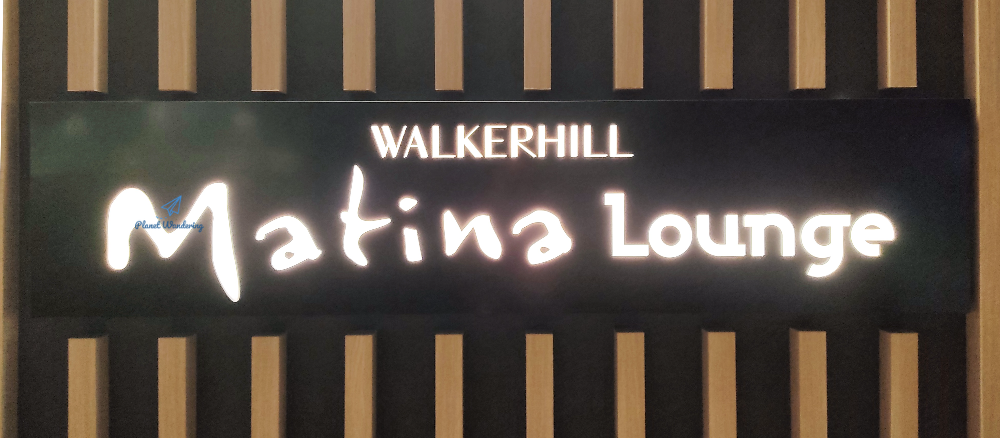 WALKERHILL
Matina Lounge
Planet Wandering